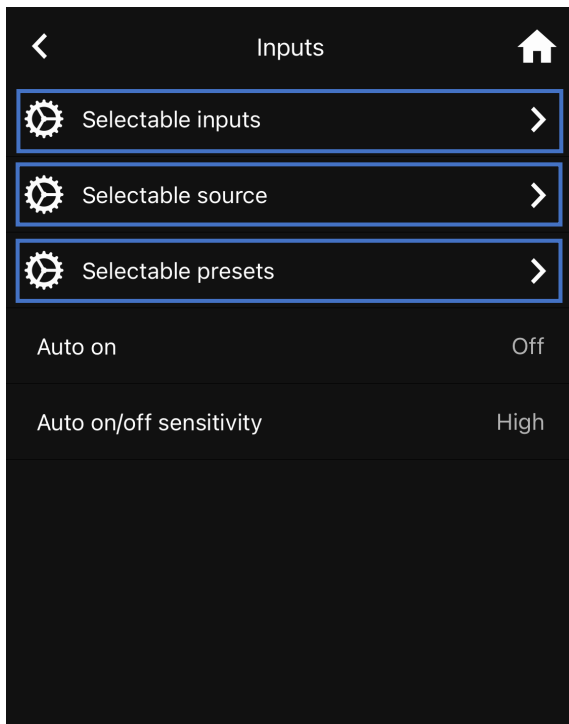 Inputs
Selectable inputs
Selectable source
Selectable presets
Auto on Off
Auto on/off sensitivity High